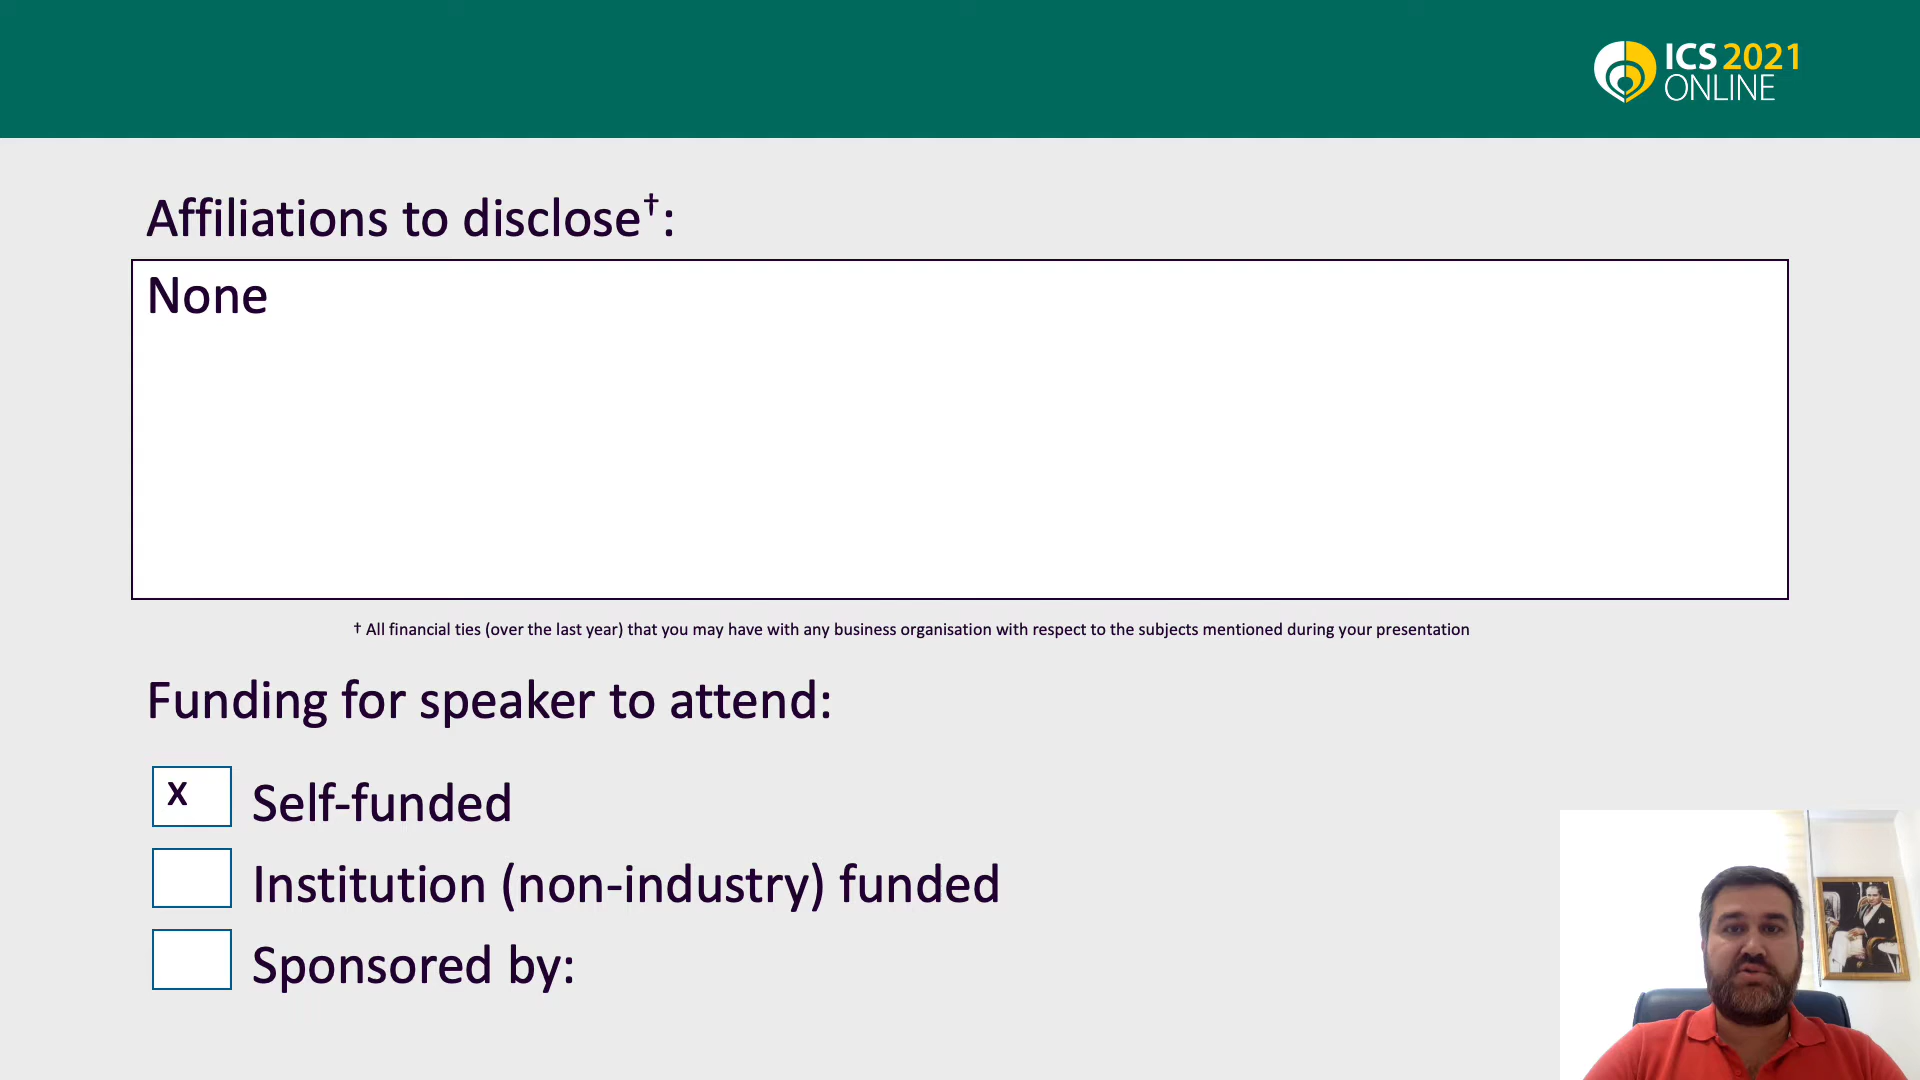 ICS 2021
ONLINE
Affiliations to disclose†:
None
† All financial ties (over the last year) that you may have with any business organisation with respect to the subjects mentioned during your presentation
Funding for speaker to attend:
x Self-funded
Institution (non-industry) funded
Sponsored by: